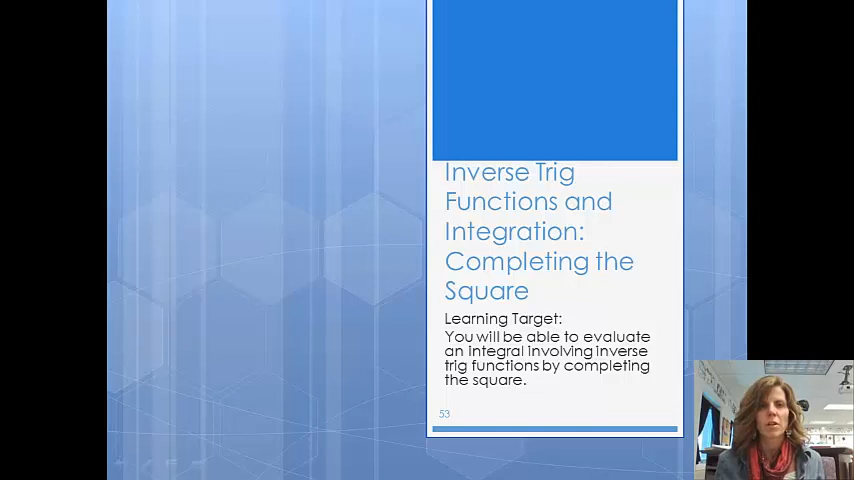 Inverse Trig
Functions and
Integration:
Completing the
Square
Learning Target:
You will be able to evaluate
an integral involving inverse
trig functions by completing
the square.
53